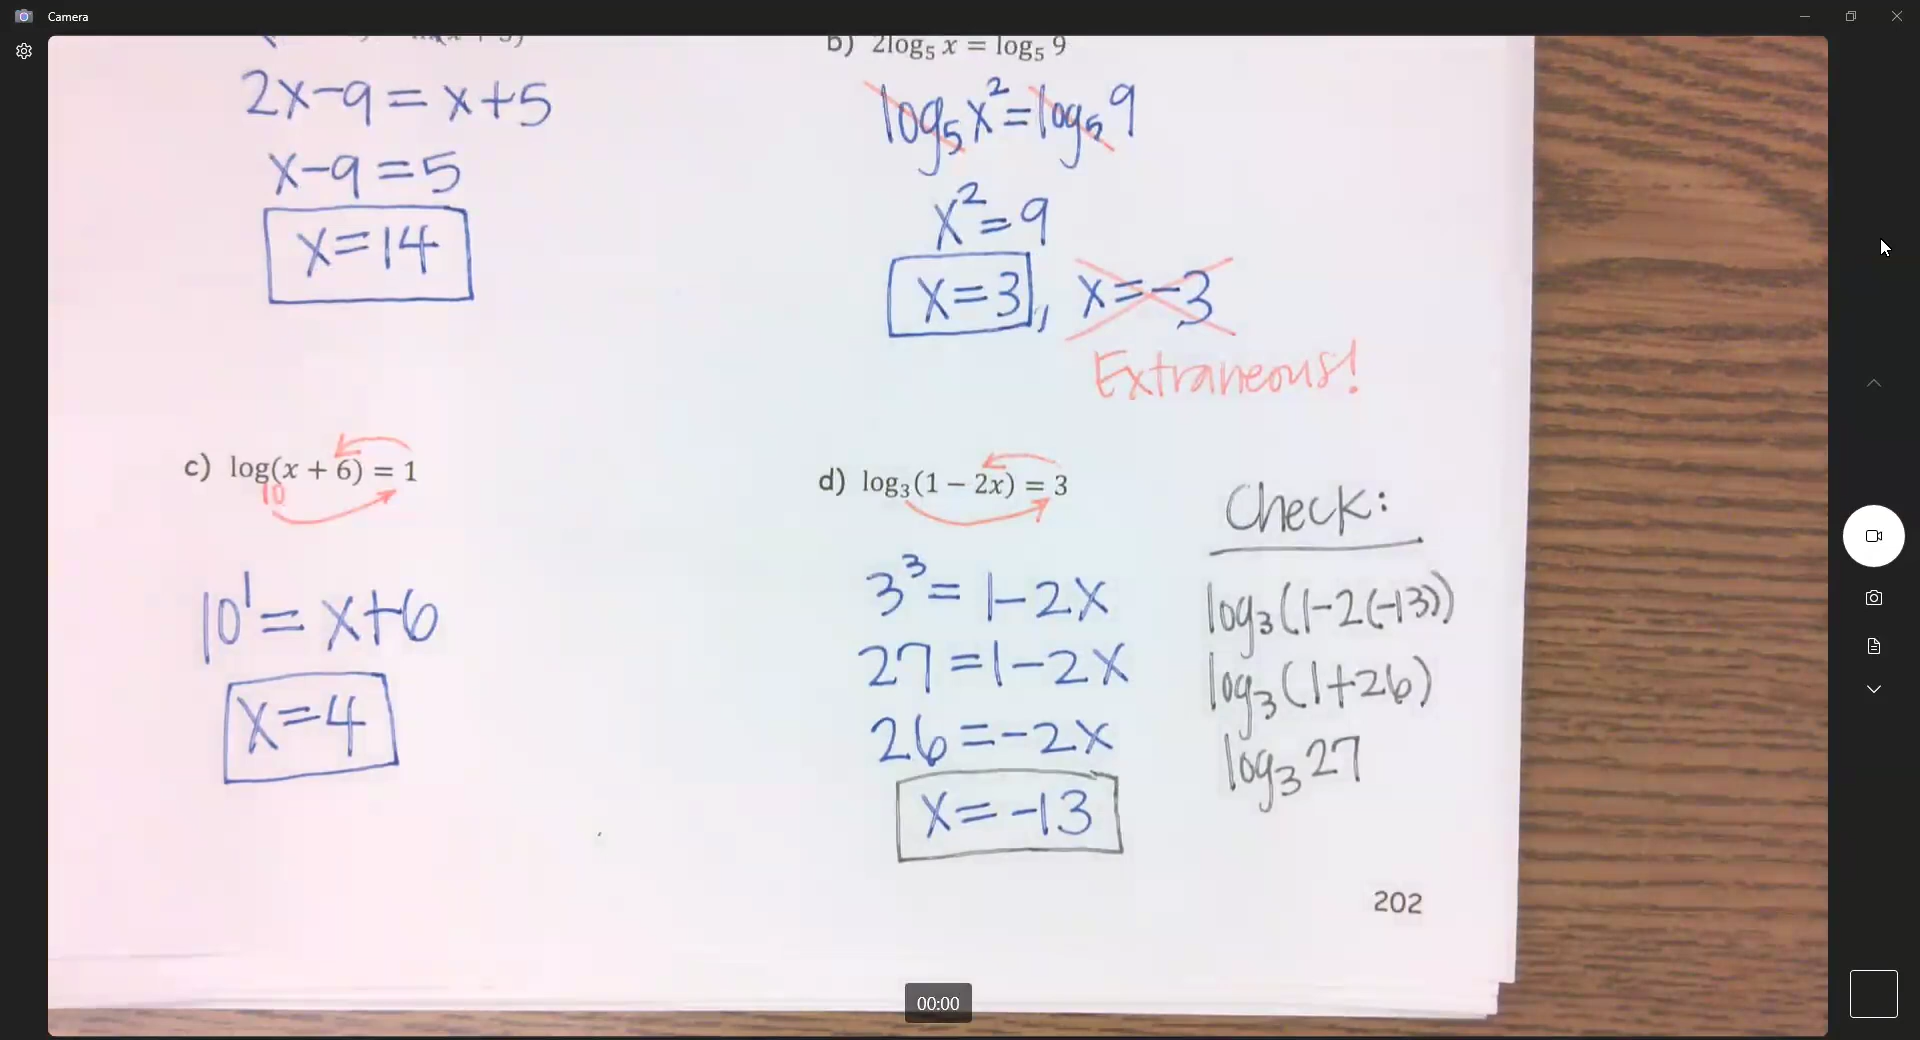 Camera
2x-9=x+5
x-9=5
x=14
b) 2log₅ x = log₅ 9
log₅x²=log₅9
x²=9
x=3, x=-3
Extraneous!
c) log(x + 6) = 1
10
10¹=x+6
x=4
d) log₃(1 − 2x) = 3
3³=1-2x
27=1-2x
26=-2x
x=-13
Check:
log₃(1-2(-13))
log₃(1+26)
log₃27
202
00:00